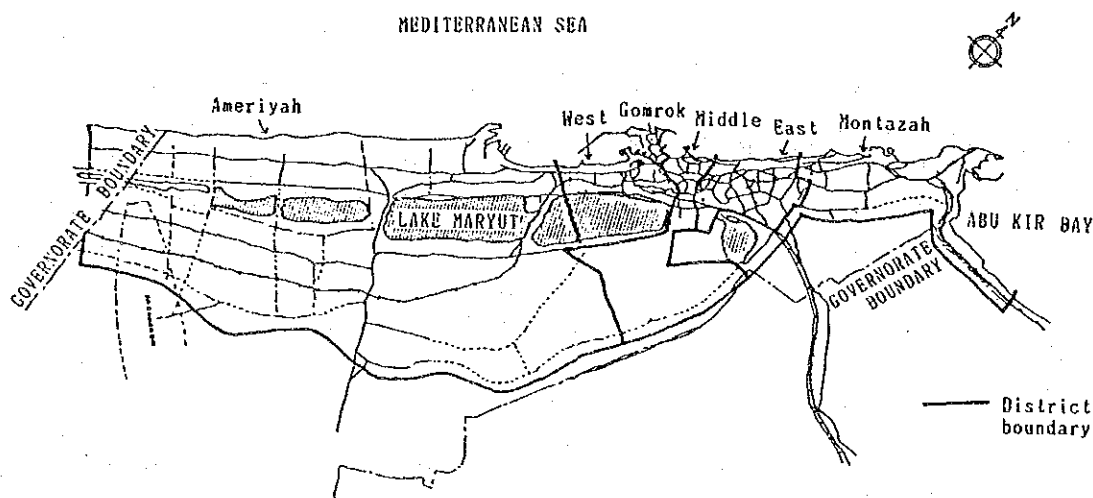 MEDITERRANEAN SEA
N
Ameriyah
West
Gomrok
Middle
East
Montazah
GOVERNORATE BOUNDARY
LAKE MARYUT
ABU KIR BAY
GOVERNORATE
BOUNDARY
District
boundary